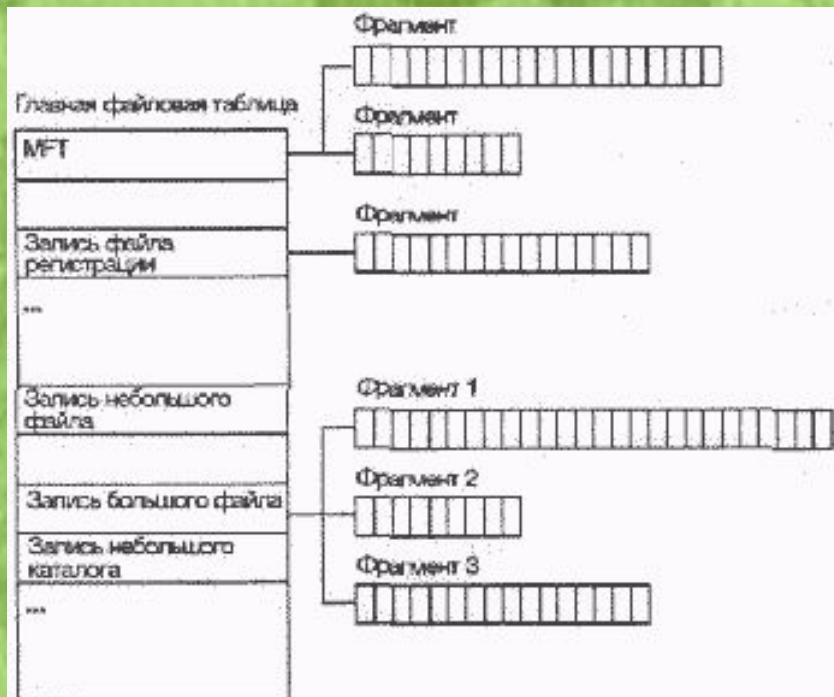 Фрагмент
Главная файловая таблица
MFT
Фрагмент
Фрагмент
Запись файла
регистрации
...
Фрагмент 1
Запись небольшого
файла
Фрагмент 2
Запись большого файла
Запись небольшого
каталога
Фрагмент 3
...